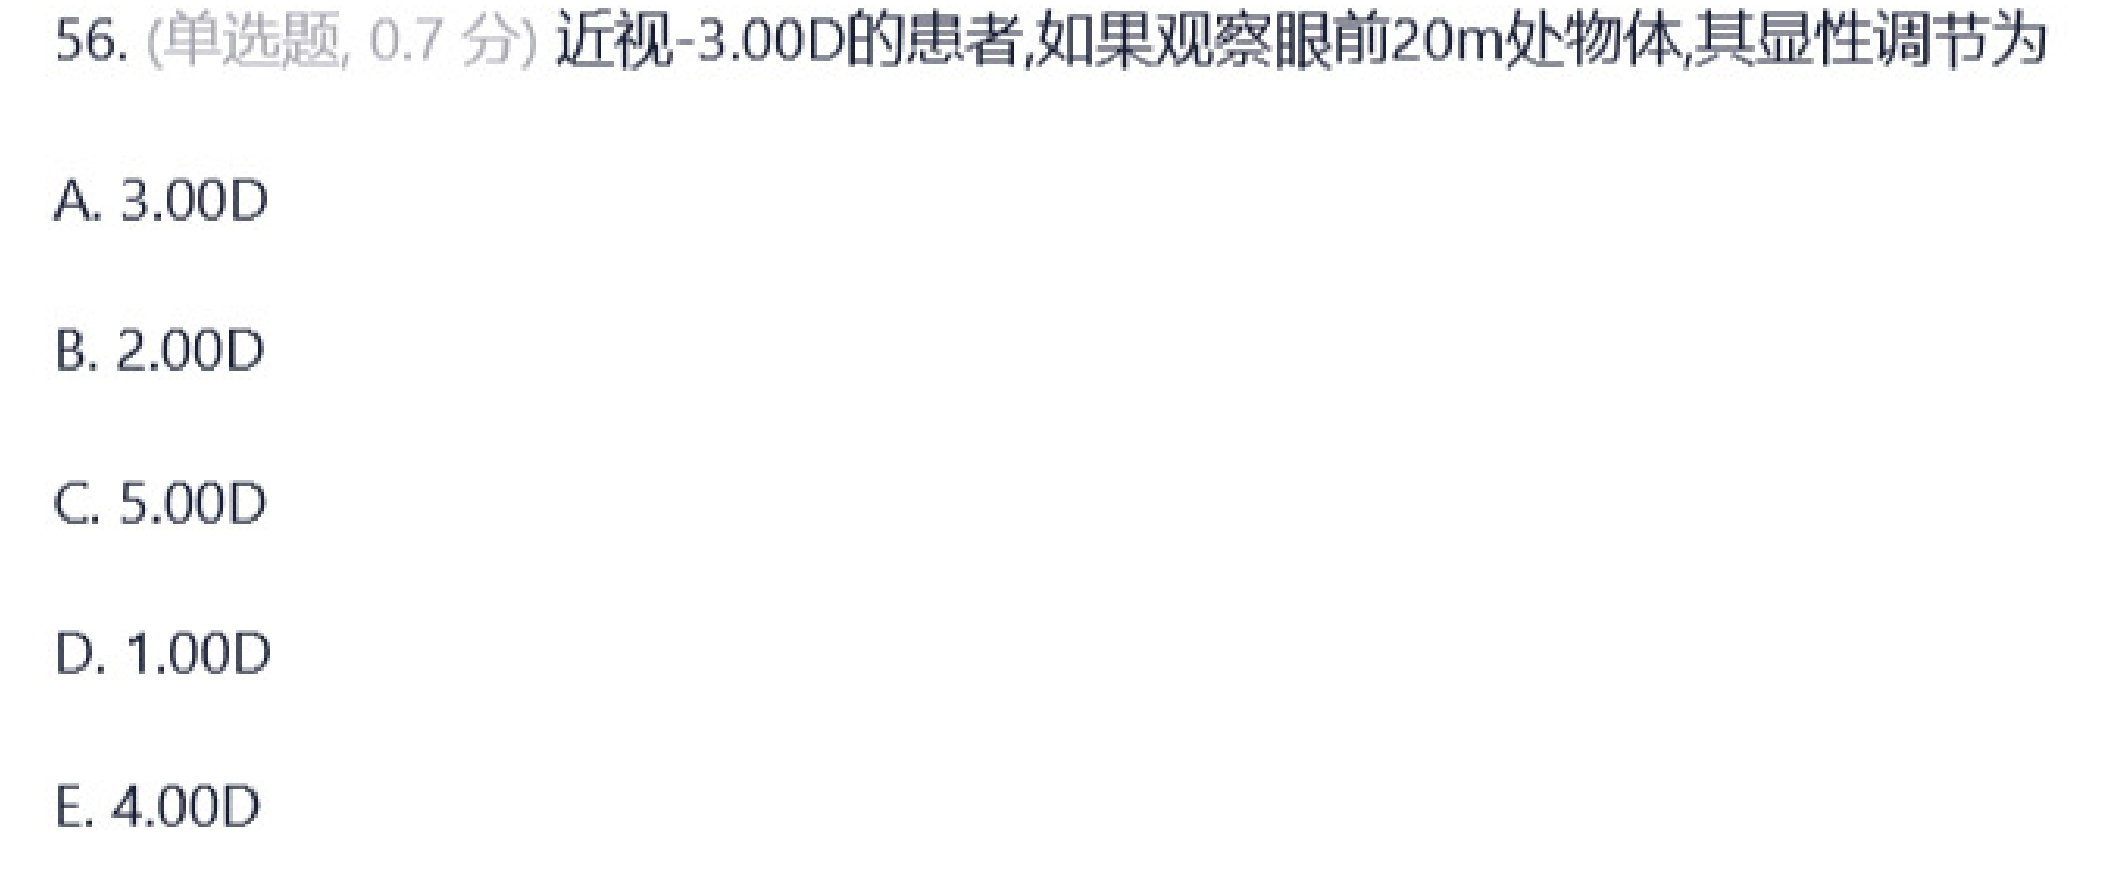 56. (单选题, 0.7 分) 近视-3.00D的患者,如果观察眼前20m处物体,其显性调节为
A. 3.00D
B. 2.00D
C. 5.00D
D. 1.00D
E. 4.00D